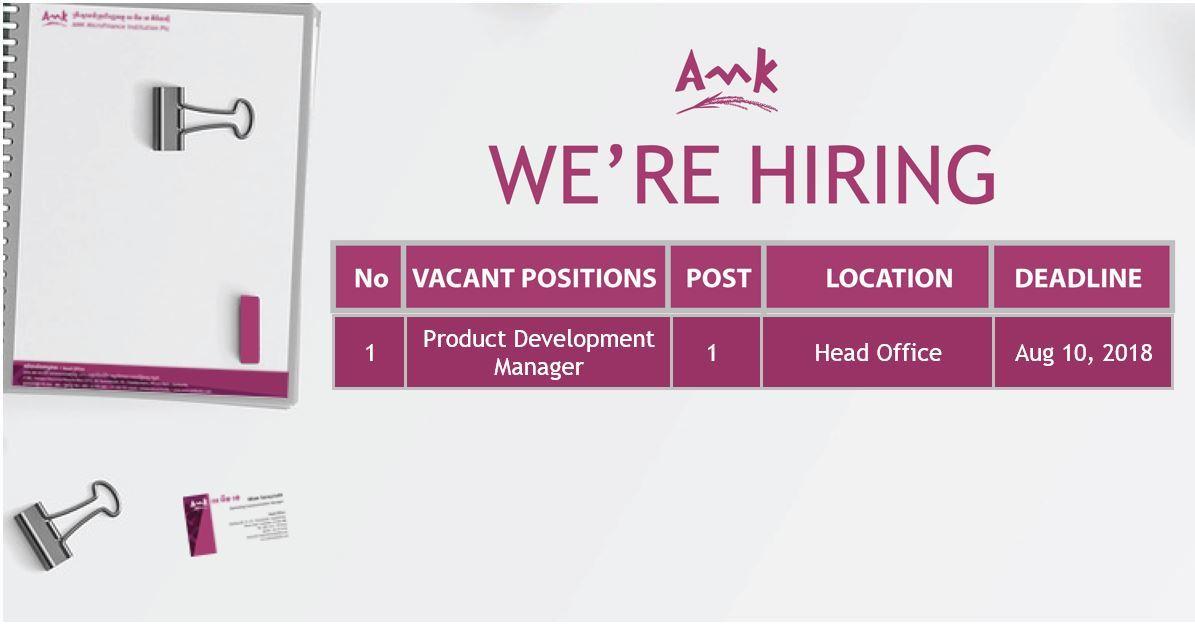 Amk
AMK Microfinance Institution Plc
Amk
WE’RE HIRING
No VACANT POSITIONS POST LOCATION DEADLINE
1 Product Development Manager 1 Head Office Aug 10, 2018
Amk